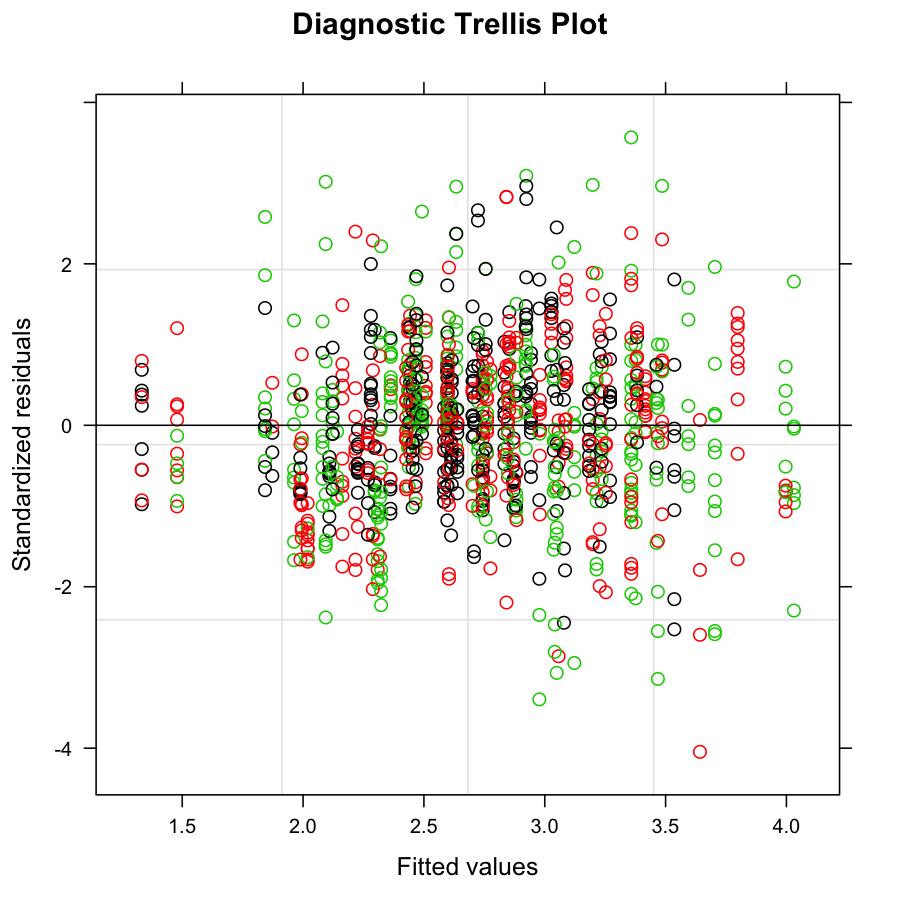 Diagnostic Trellis Plot
Standardized residuals
2
0
-2
-4
1.5 2.0 2.5 3.0 3.5 4.0
Fitted values